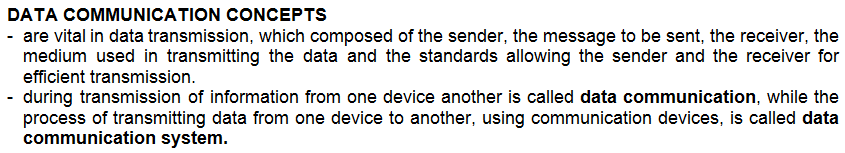 DATA COMMUNICATION CONCEPTS
- are vital in data transmission, which composed of the sender, the message to be sent, the receiver, the
medium used in transmitting the data and the standards allowing the sender and the receiver for
efficient transmission.
- during transmission of information from one device another is called data communication, while the
process of transmitting data from one device to another, using communication devices, is called data
communication system.